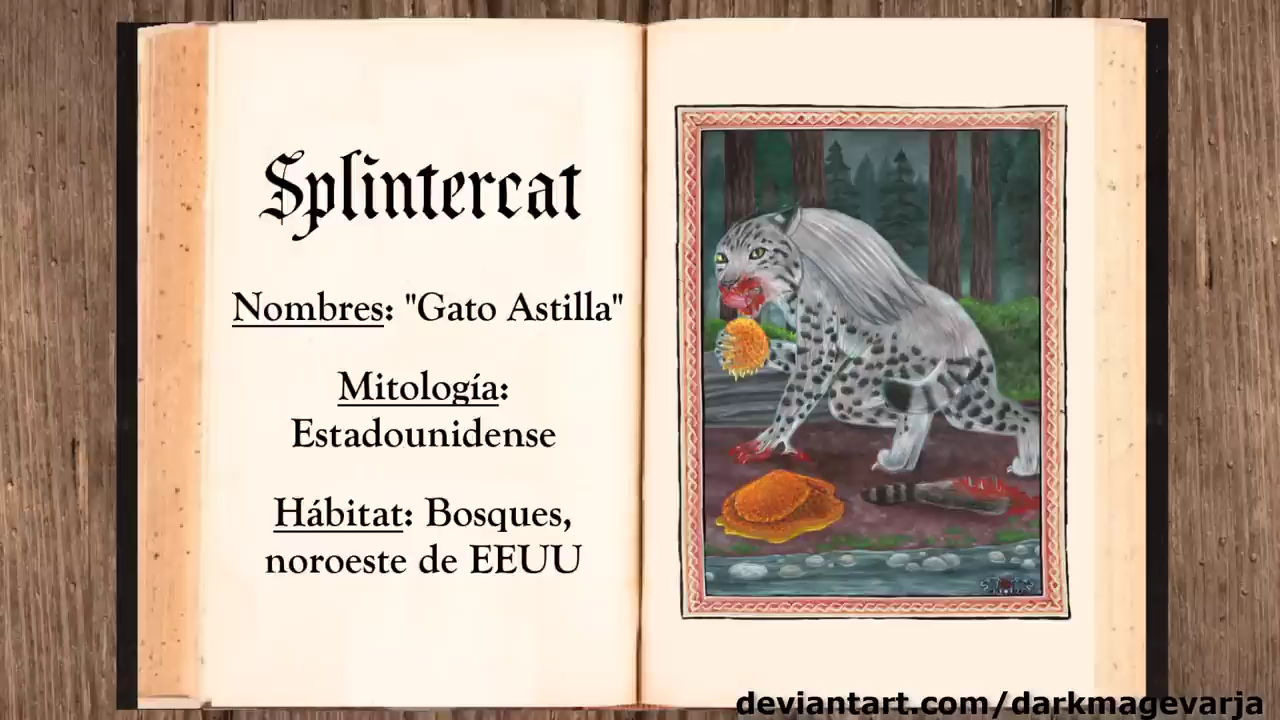 Splintercat
Nombres: "Gato Astilla"
Mitología:
Estadounidense
Hábitat: Bosques,
noroeste de EEUU
deviantart.com/darkmagevarja